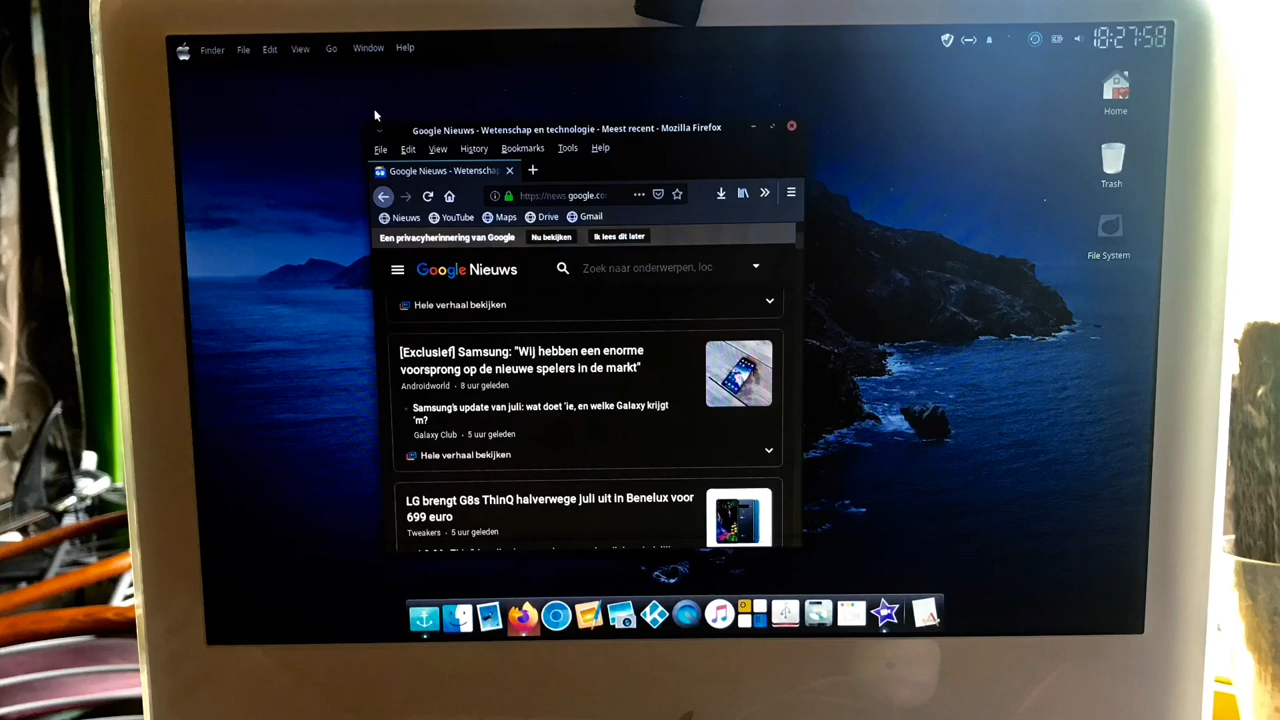 Finder File Edit View Go Window Help
18:27:58
Home
Trash
File System
Google Nieuws - Wetenschap en technologie - Meest recent - Mozilla Firefox
File Edit View History Bookmarks Tools Help
Google Nieuws - Wetenschap
https://news.google.co
Nieuws YouTube Maps Drive Gmail
Een privacyherinnering van Google Nu bekijken Ik lees dit later
Google Nieuws Zoek naar onderwerpen, loc
Hele verhaal bekijken
[Exclusief] Samsung: "Wij hebben een enorme
voorsprong op de nieuwe spelers in de markt"
Androidworld · 8 uur geleden
Samsung's update van juli: wat doet 'ie, en welke Galaxy krijgt
'm?
Galaxy Club · 5 uur geleden
Hele verhaal bekijken
LG brengt G8s ThinQ halverwege juli uit in Benelux voor
699 euro
Tweakers · 5 uur geleden